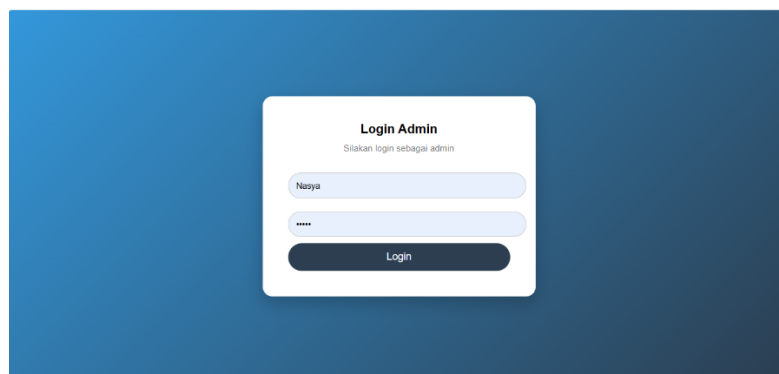 Login Admin
Silakan login sebagai admin
Nasya
•••••
Login